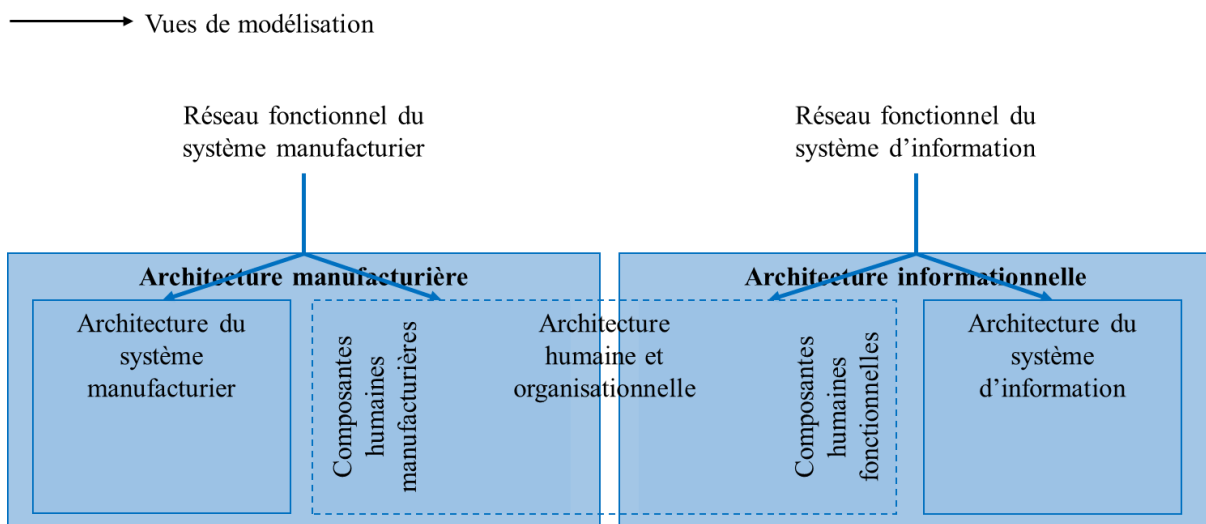 Vues de modélisation
Réseau fonctionnel du
système manufacturier
Réseau fonctionnel du
système d’information
Architecture manufacturière
Architecture informationnelle
Architecture du
système
manufacturier
Composantes
humaines
manufacturières
Architecture
humaine et
organisationnelle
Composantes
humaines
fonctionnelles
Architecture du
système
d’information